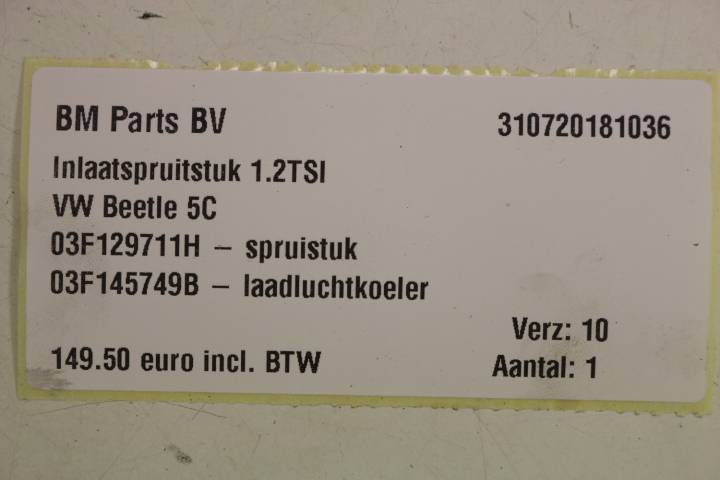 BM Parts BV 310720181036
Inlaatspruitstuk 1.2TSI
VW Beetle 5C
03F129711H – spruistuk
03F145749B – laadluchtkoeler
Verz: 10
149.50 euro incl. BTW Aantal: 1